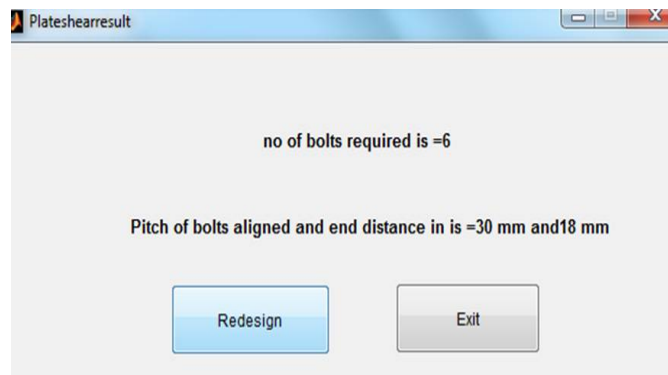 Plateshearresult
no of bolts required is =6
Pitch of bolts aligned and end distance in is =30 mm and18 mm
Redesign
Exit